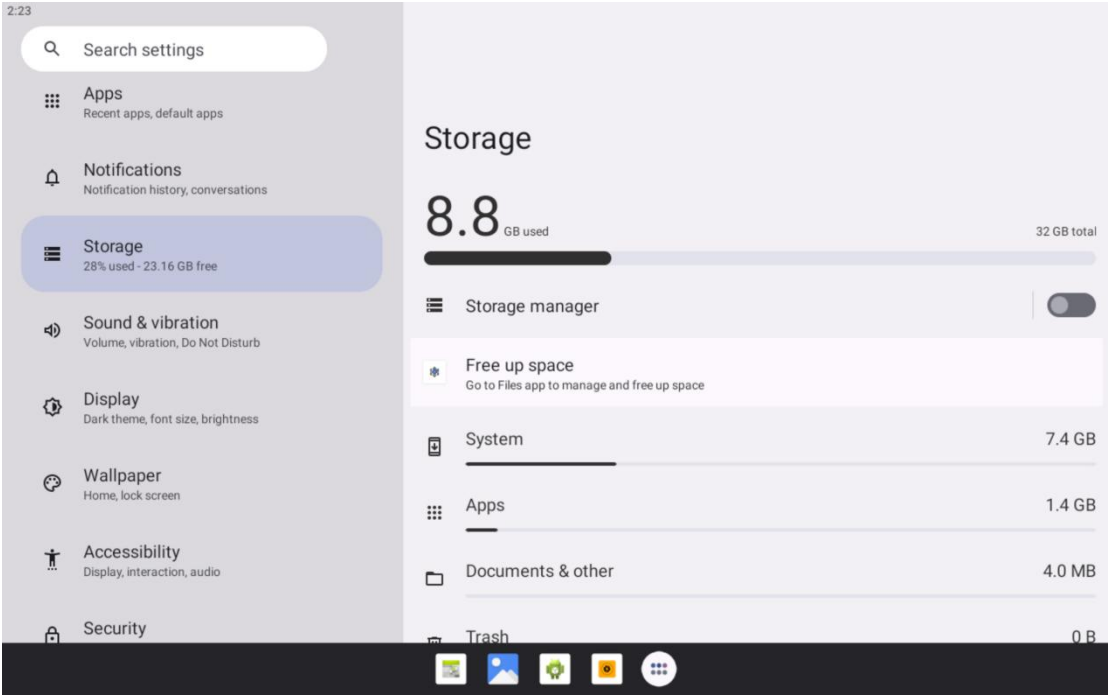 2:23
Search settings
Apps
Recent apps, default apps
Notifications
Notification history, conversations
Storage
28% used - 23.16 GB free
Sound & vibration
Volume, vibration, Do Not Disturb
Display
Dark theme, font size, brightness
Wallpaper
Home, lock screen
Accessibility
Display, interaction, audio
Security
Storage
8.8 GB used
32 GB total
Storage manager
Free up space
Go to Files app to manage and free up space
System
7.4 GB
Apps
1.4 GB
Documents & other
4.0 MB
Trash
0 B